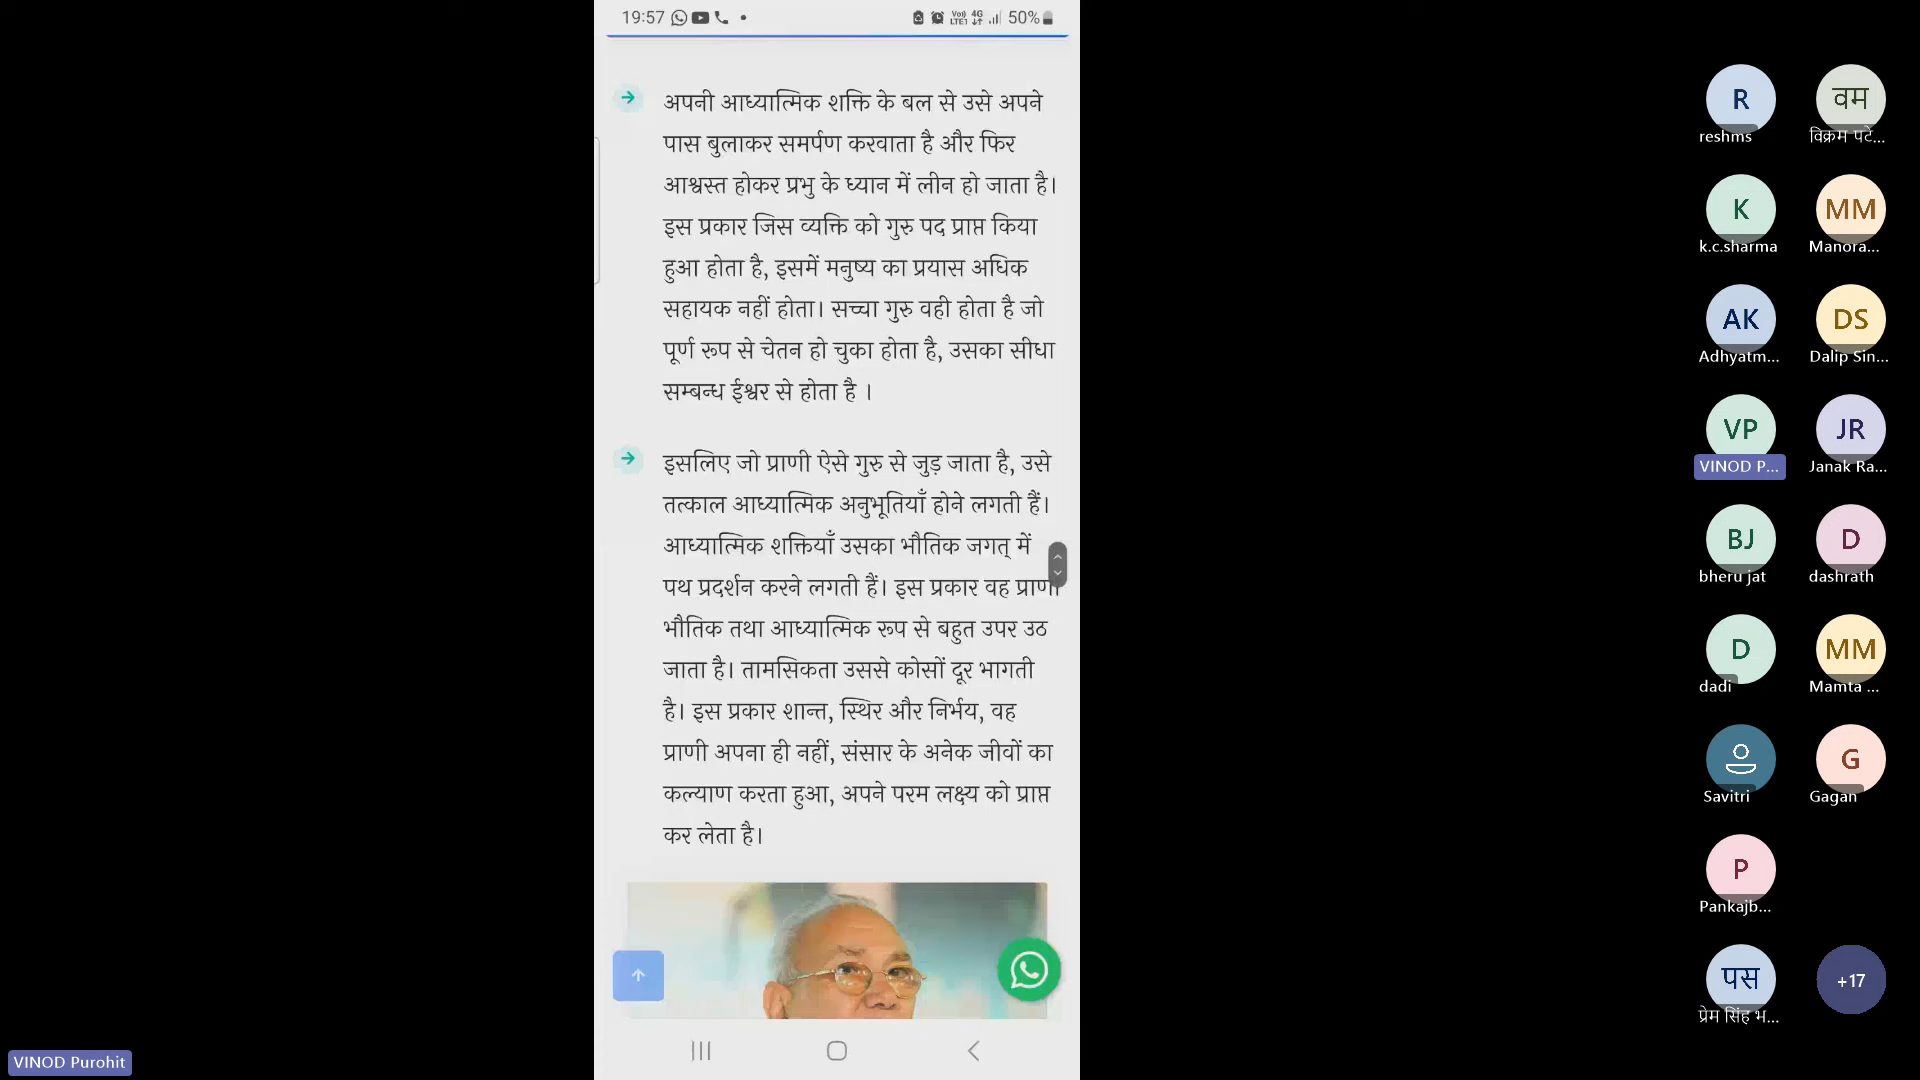 19:57
Vo) 4G
LTE1
50%
अपनी आध्यात्मिक शक्ति के बल से उसे अपने
पास बुलाकर समर्पण करवाता है और फिर
आश्वस्त होकर प्रभु के ध्यान में लीन हो जाता है।
इस प्रकार जिस व्यक्ति को गुरु पद प्राप्त किया
हुआ होता है, इसमें मनुष्य का प्रयास अधिक
सहायक नहीं होता। सच्चा गुरु वही होता है जो
पूर्ण रूप से चेतन हो चुका होता है, उसका सीधा
सम्बन्ध ईश्वर से होता है ।
इसलिए जो प्राणी ऐसे गुरु से जुड़ जाता है, उसे
तत्काल आध्यात्मिक अनुभूतियाँ होने लगती हैं।
आध्यात्मिक शक्तियाँ उसका भौतिक जगत् में
पथ प्रदर्शन करने लगती हैं। इस प्रकार वह प्राणी
भौतिक तथा आध्यात्मिक रूप से बहुत उपर उठ
जाता है। तामसिकता उससे कोसों दूर भागती
है। इस प्रकार शान्त, स्थिर और निर्भय, वह
प्राणी अपना ही नहीं, संसार के अनेक जीवों का
कल्याण करता हुआ, अपने परम लक्ष्य को प्राप्त
कर लेता है।
R
reshms
वम
विक्रम पटे...
K
k.c.sharma
MM
Manora...
AK
Adhyatm...
DS
Dalip Sin...
VP
VINOD P...
JR
Janak Ra...
BJ
bheru jat
D
dashrath
D
dadi
MM
Mamta ...
Savitri
G
Gagan
P
Pankajb...
पस
प्रेम सिंह भ...
+17
VINOD Purohit